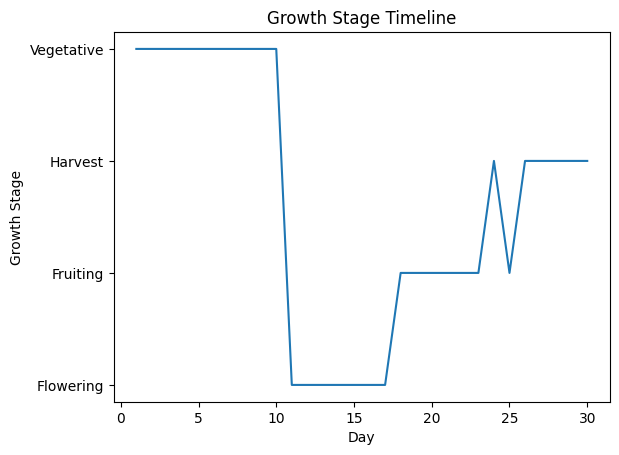 Growth Stage Timeline
Growth Stage
Vegetative
Harvest
Fruiting
Flowering
0 5 10 15 20 25 30
Day